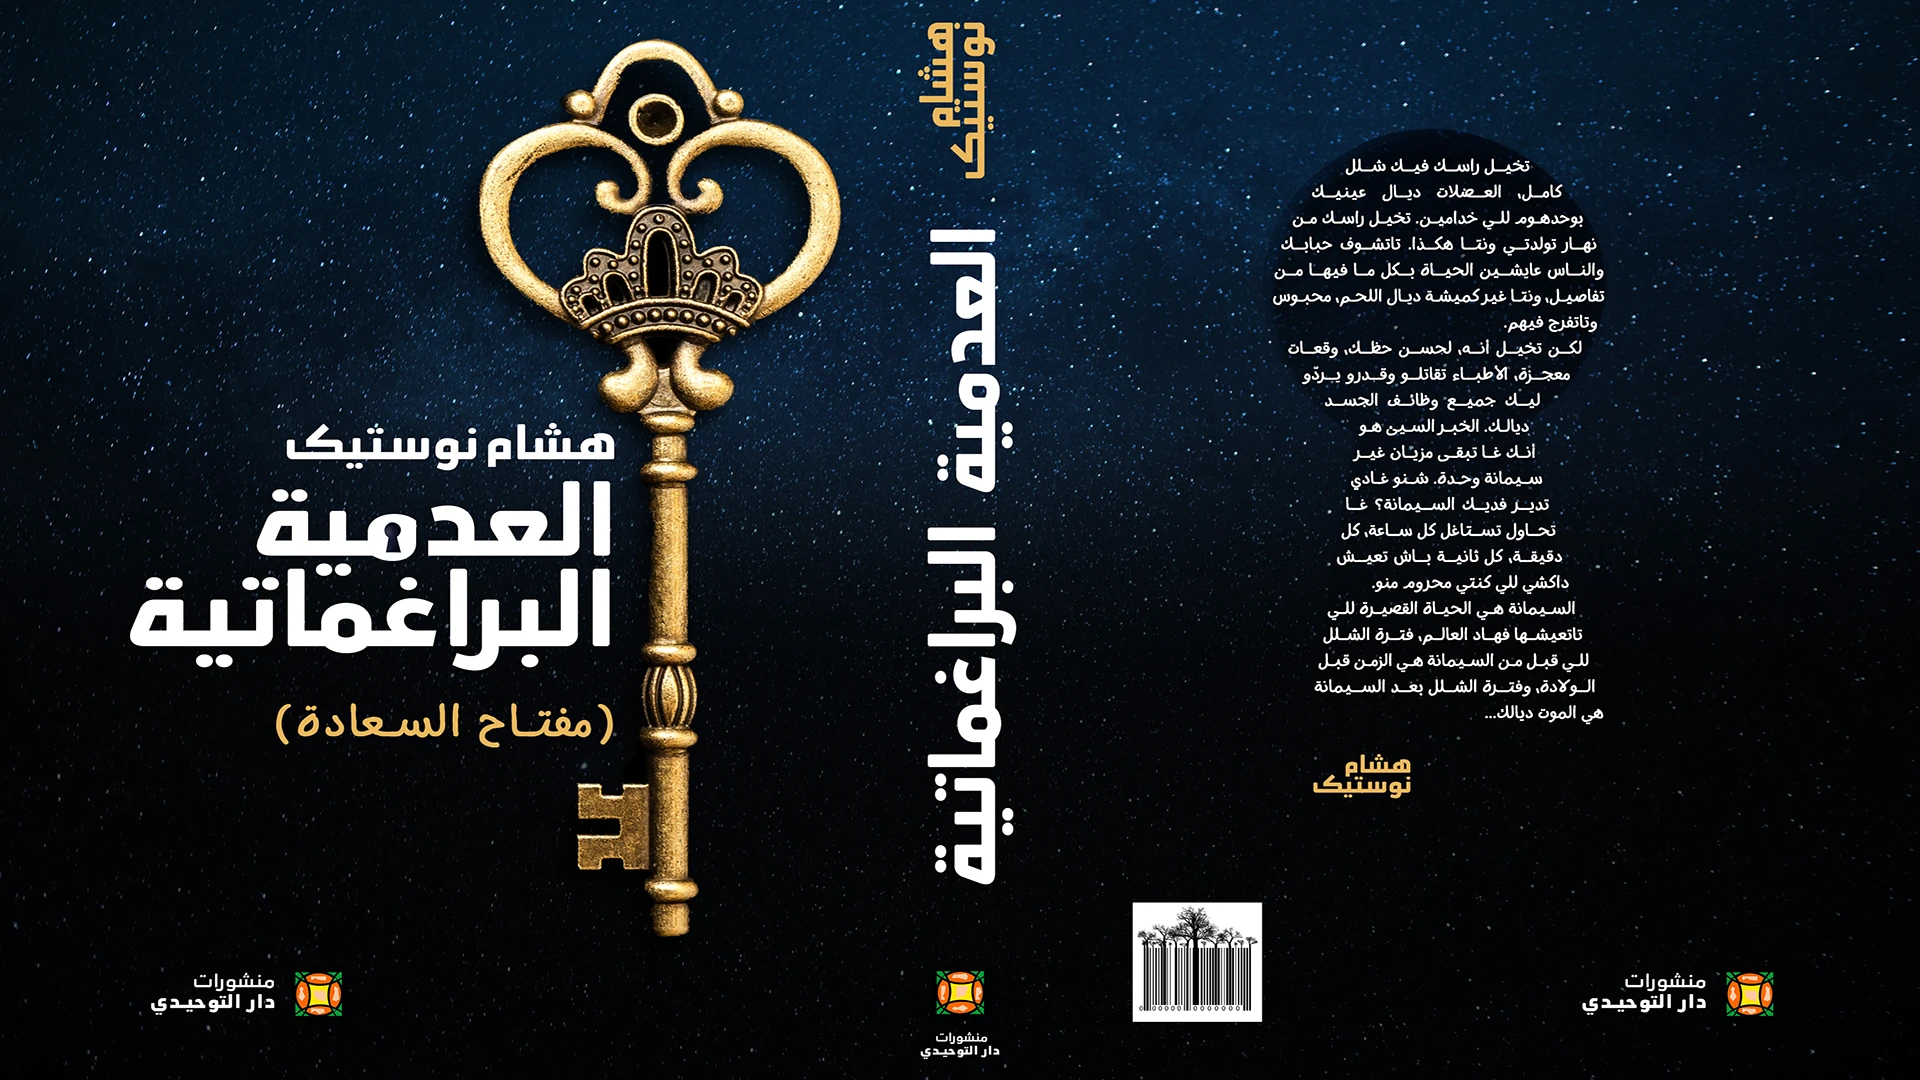 هشام نوستيك
العدمية
البراغماتية
(مفتاح السعادة)
منشورات
دار التوحيدي
هشام
نوستيك
العدمية البراغماتية
منشورات
دار التوحيدي
تخيل راسك فيك شلل
كامل، العضلات ديال عينيك
بوحدهوم للي خدامين. تخيل راسك من
نهار تولدتي ونتا هكذا. تاتشوف حبابك
والناس عايشين الحياة بكل ما فيها من
تفاصيل، ونتا غير كميشة ديال اللحم، محبوس
وتاتفرج فيهم.
لكن تخيل أنه، لحسن حظك، وقعات
معجزة، الأطباء تقاتلو وقدرو يردّو
ليك جميع وظائف الجسد
ديالك. الخبر السيئ هو
أنك غا تبقى مزيان غير
سيمانة وحدة. شنو غادي
تدير فديك السيمانة؟ غا
تحاول تستاغل كل ساعة، كل
دقيقة، كل ثانية باش تعيش
داكشي للي كنتي محروم منو.
السيمانة هي الحياة القصيرة للي
تاتعيشها فهاد العالم، فترة الشلل
للي قبل من السيمانة هي الزمن قبل
الولادة، وفترة الشلل بعد السيمانة
هي الموت ديالك...
هشام
نوستيك
0 000000 000000
منشورات
دار التوحيدي